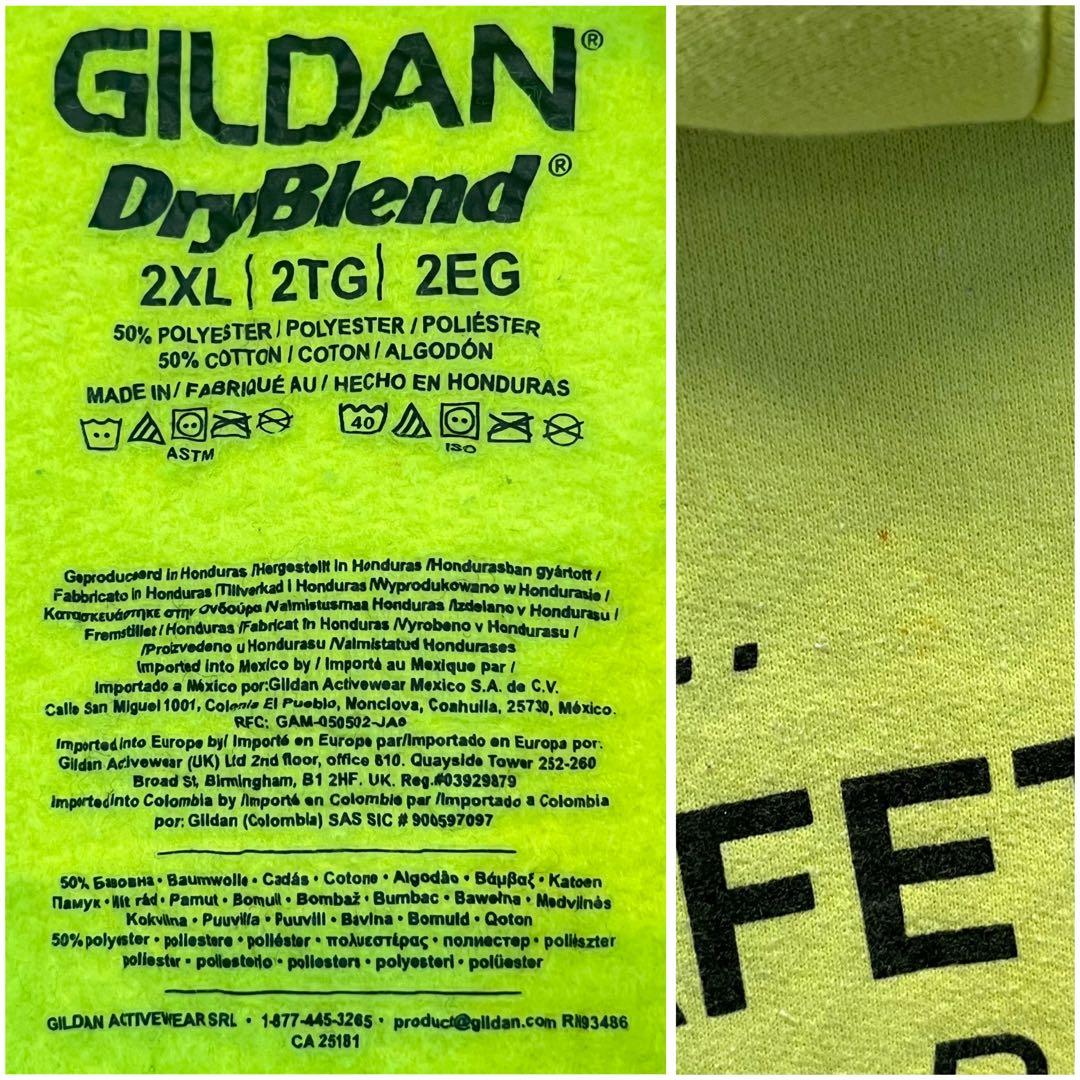 GILDAN®
DryBlend®
2XL | 2TG | 2EG
50% POLYESTER / POLYESTER / POLIÉSTER
50% COTTON / COTON / ALGODÓN
MADE IN / FABRIQUÉ AU / HECHO EN HONDURAS
40
ASTM
ISO
Geproduceerd in Honduras /Hergestellt in Honduras /Hondurasban gyártott /
Fabbricato in Honduras /Tillverkad i Honduras /Wyprodukowano w Hondurasie /
Κατασκευάστηκε στην Ονδούρα /Valmistusmaa Honduras /Izdelano v Hondurasu /
Fremstillet / Honduras /Fabricat în Honduras /Vyrobeno v Hondurasu /
/Proizvedeno u Hondurasu /Valmistatud Hondurases
Imported into Mexico by / Importé au Mexique par /
Importado a México por:Gildan Activewear Mexico S.A. de C.V.
Calle San Miguel 1001, Colonia El Pueblo, Nonclova, Coahuila, 25730, México.
RFC: GAM-050502-JA6
Imported into Europe by/ Importé en Europe par/Importado en Europa por:
Gildan Activewear (UK) Ltd 2nd floor, office 610. Quayside Tower 252-260
Broad St, Birmingham, B1 2HF. UK. Reg.#03929879
Imported into Colombia by /Importé en Colombie par /Importado a Colombia
por: Gildan (Colombia) SAS SIC # 900597097
50% Бавовна • Baumwolle • Cadás • Cotone • Algodão • Βάμβαξ • Katoen
Памук • Nit rád • Pamut • Bomull • Bombaž • Bumbac • Bawełna • Medvilnės
Kokvilna • Puuvilla • Puuvill • Bavlna • Bomuld • Qoton
50% polyester • poliestere • poliéster • πολυεστέρας • полиестер • poliészter
poliestr • poliesterio • poliesters • polyesteri • polüester
GILDAN ACTIVEWEAR SRL • 1-877-445-3265 • product@gildan.com RN93486
CA 25181
..
AFET